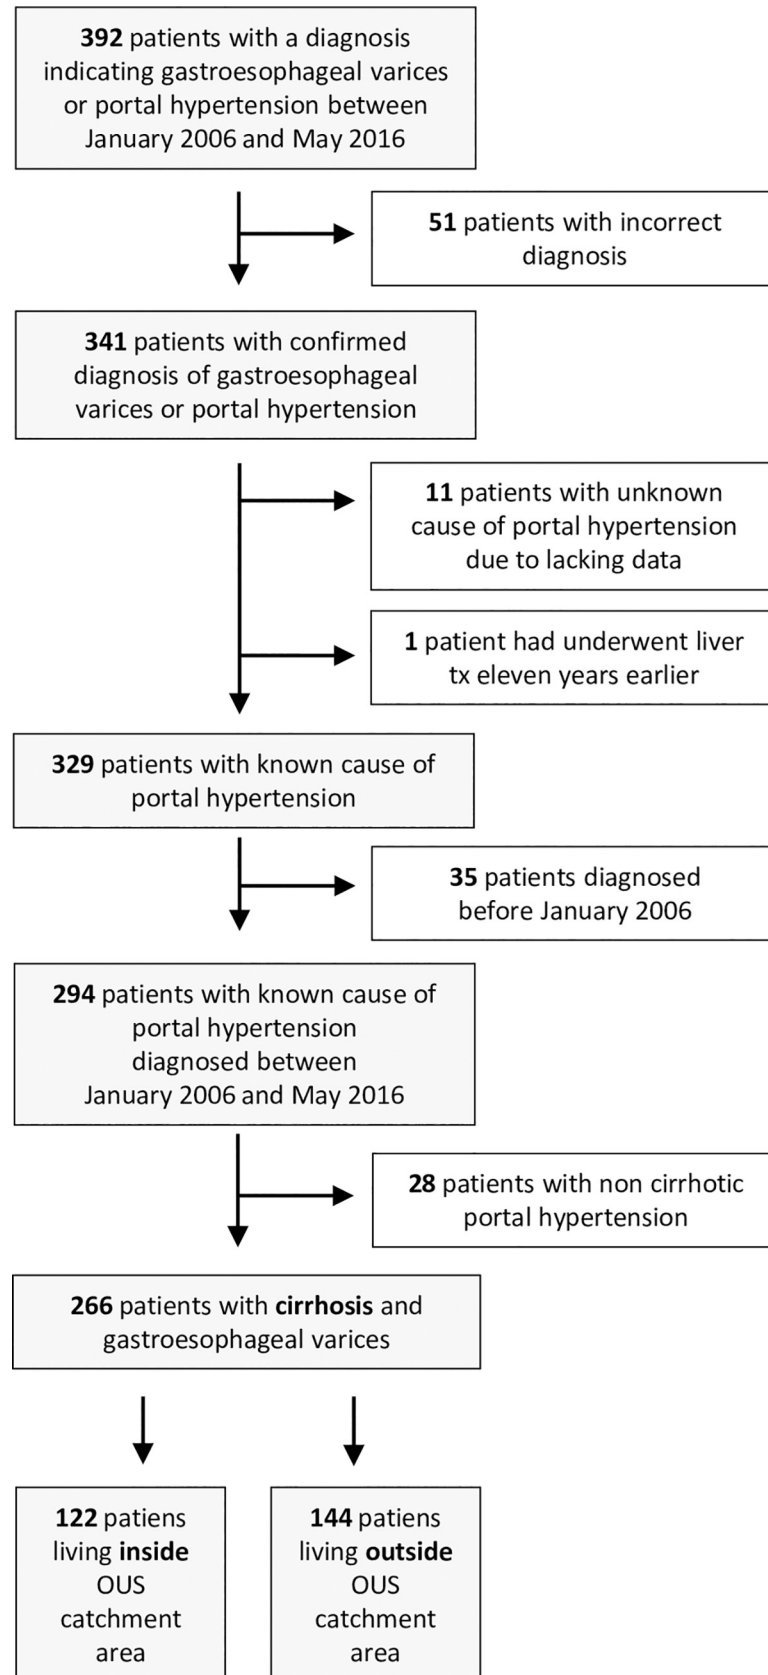 392 patients with a diagnosis
indicating gastroesophageal varices
or portal hypertension between
January 2006 and May 2016
51 patients with incorrect
diagnosis
341 patients with confirmed
diagnosis of gastroesophageal
varices or portal hypertension
11 patients with unknown
cause of portal hypertension
due to lacking data
1 patient had underwent liver
tx eleven years earlier
329 patients with known cause of
portal hypertension
35 patients diagnosed
before January 2006
294 patients with known cause of
portal hypertension
diagnosed between
January 2006 and May 2016
28 patients with non cirrhotic
portal hypertension
266 patients with cirrhosis and
gastroesophageal varices
122 patiens
living inside
OUS
catchment
area
144 patiens
living outside
OUS
catchment
area